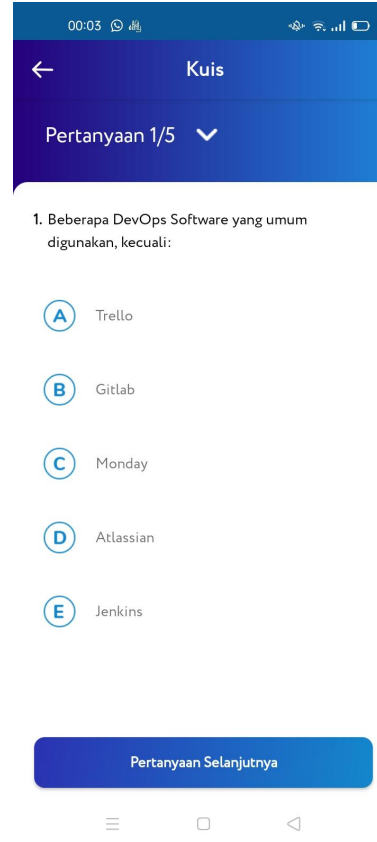 00:03
Kuis
Pertanyaan 1/5
1. Beberapa DevOps Software yang umum
digunakan, kecuali:
A Trello
B Gitlab
C Monday
D Atlassian
E Jenkins
Pertanyaan Selanjutnya